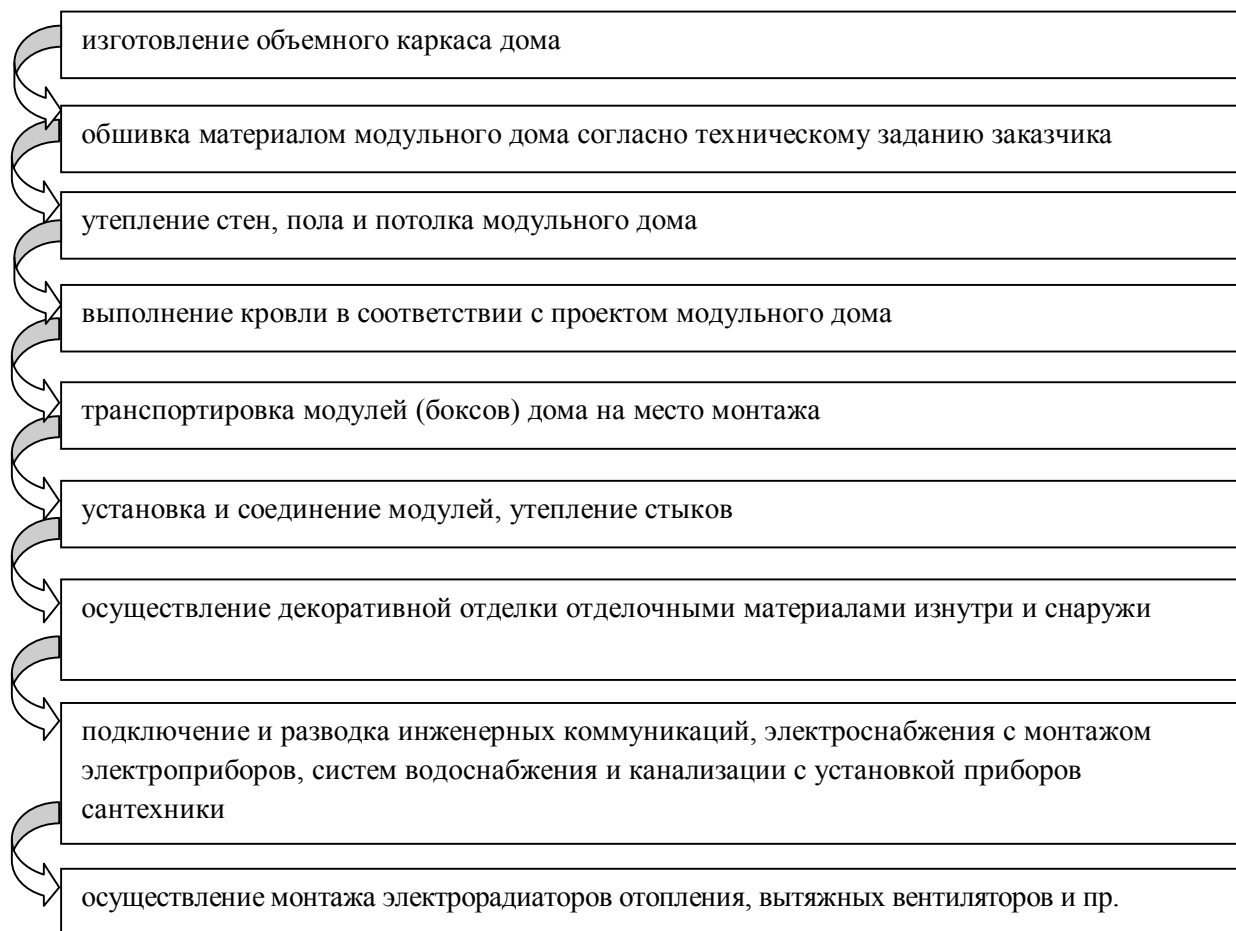 изготовление объемного каркаса дома
обшивка материалом модульного дома согласно техническому заданию заказчика
утепление стен, пола и потолка модульного дома
выполнение кровли в соответствии с проектом модульного дома
транспортировка модулей (боксов) дома на место монтажа
установка и соединение модулей, утепление стыков
осуществление декоративной отделки отделочными материалами изнутри и снаружи
подключение и разводка инженерных коммуникаций, электроснабжения с монтажом
электроприборов, систем водоснабжения и канализации с установкой приборов
сантехники
осуществление монтажа электрорадиаторов отопления, вытяжных вентиляторов и пр.